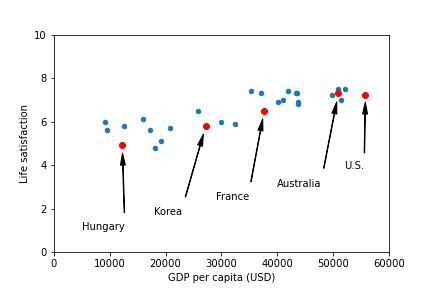 10
8
6
4
2
0
Life satisfaction
Hungary
Korea
France
Australia
U.S.
0 10000 20000 30000 40000 50000 60000
GDP per capita (USD)